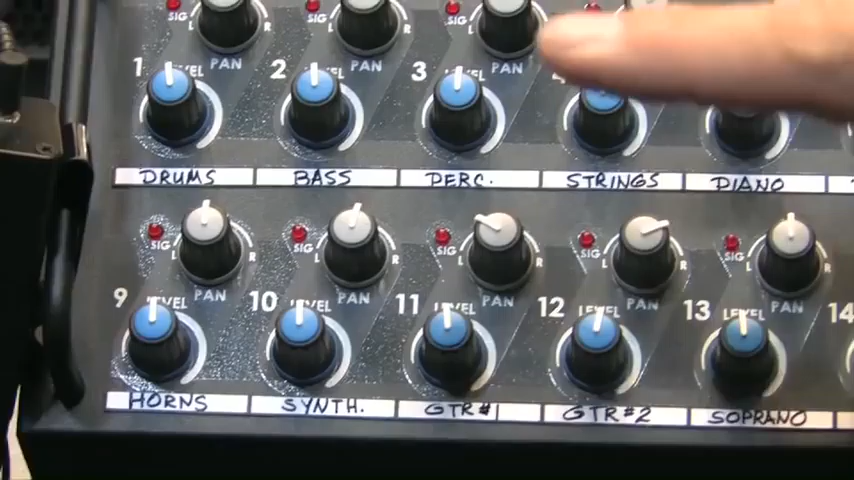 SIG SIG SIG
L R L R L
1 LEVEL PAN 2 LEVEL PAN 3 LEVEL PAN
DRUMS BASS PERC. STRINGS PIANO
SIG SIG SIG SIG SIG
L R L R L R L R L R
9 LEVEL PAN 10 LEVEL PAN 11 LEVEL PAN 12 LEVEL PAN 13 LEVEL PAN 14
HORNS SYNTH. GTR #1 GTR #2 SOPRANO